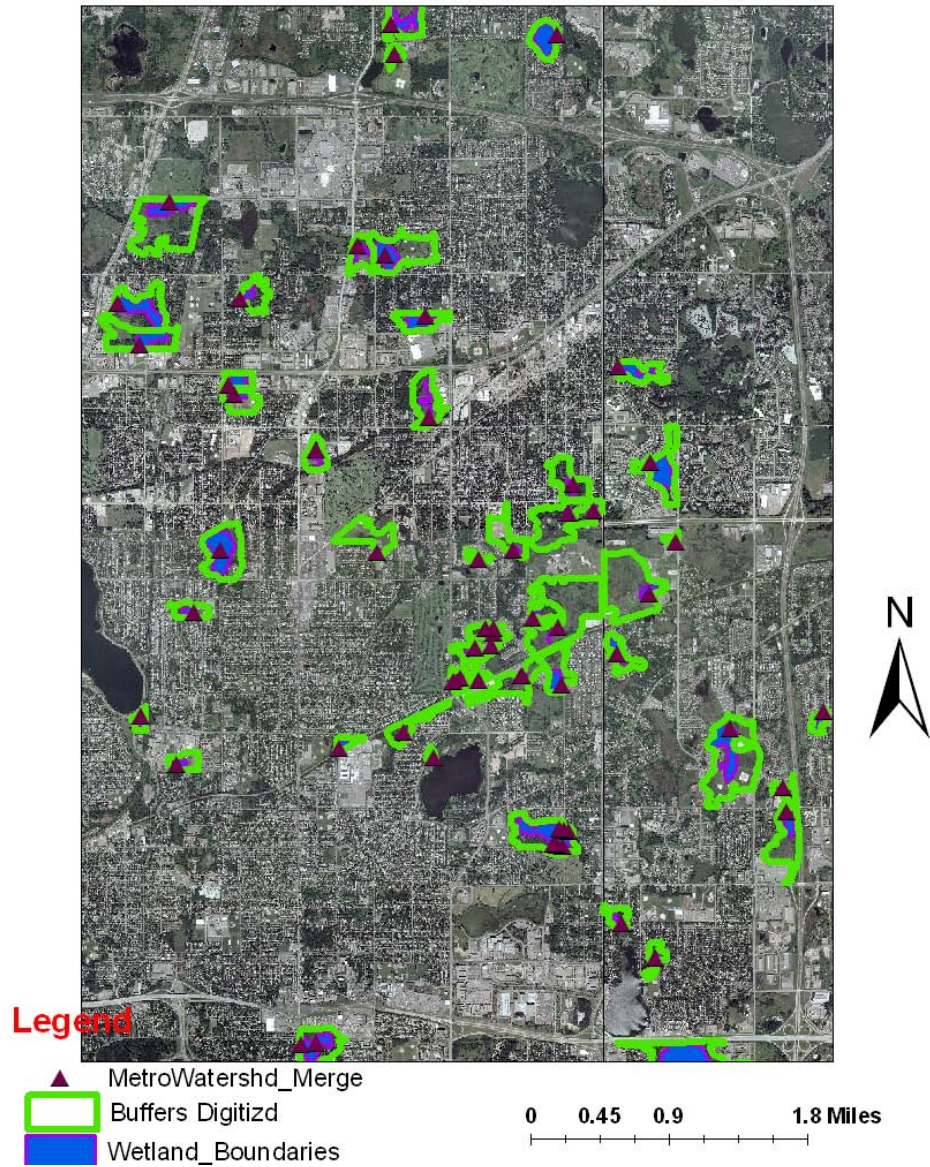 N
Legend
MetroWatershd_Merge
Buffers Digitizd
Wetland_Boundaries
0 0.45 0.9 1.8 Miles